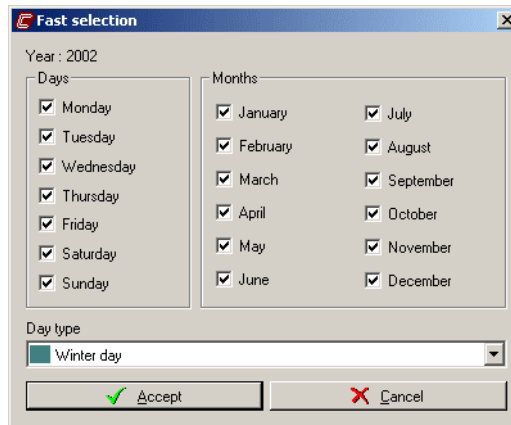 Fast selection
Year : 2002
Days
Monday
Tuesday
Wednesday
Thursday
Friday
Saturday
Sunday
Months
January
February
March
April
May
June
July
August
September
October
November
December
Day type
Winter day
Accept
Cancel